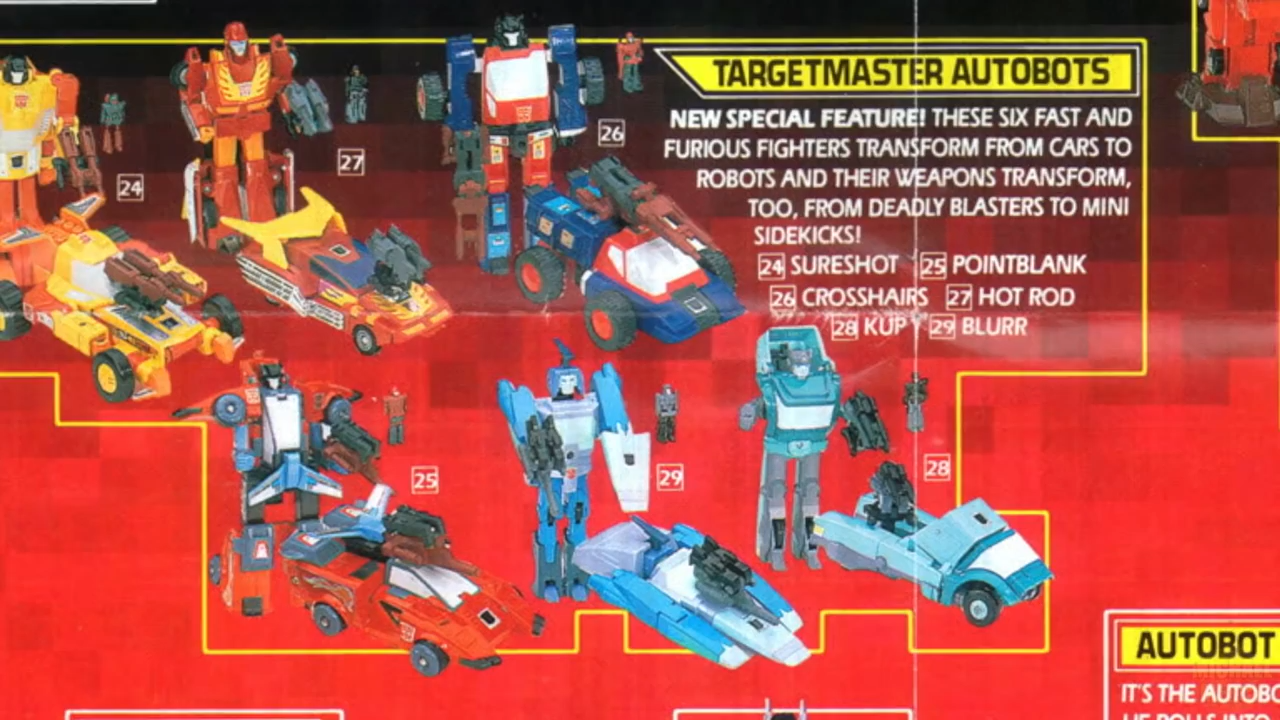 TARGETMASTER AUTOBOTS
NEW SPECIAL FEATURE! THESE SIX FAST AND
FURIOUS FIGHTERS TRANSFORM FROM CARS TO
ROBOTS AND THEIR WEAPONS TRANSFORM,
TOO, FROM DEADLY BLASTERS TO MINI
SIDEKICKS!
24 SURESHOT 25 POINTBLANK
26 CROSSHAIRS 27 HOT ROD
28 KUP 29 BLURR
24
27
26
25
29
28
AUTOBOT
IT'S THE AUTOBO